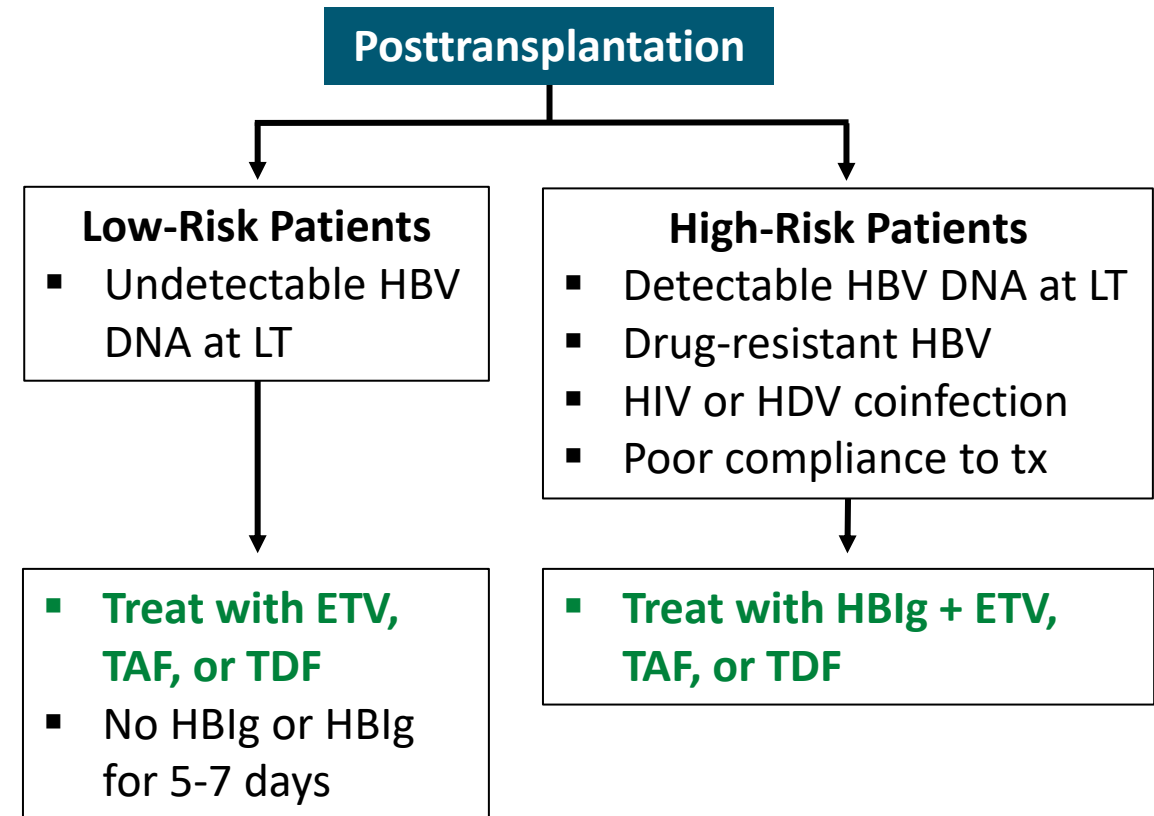 Posttransplantation
Low-Risk Patients
▪ Undetectable HBV
DNA at LT
High-Risk Patients
▪ Detectable HBV DNA at LT
▪ Drug-resistant HBV
▪ HIV or HDV coinfection
▪ Poor compliance to tx
▪ Treat with ETV,
TAF, or TDF
▪ No HBIg or HBIg
for 5-7 days
▪ Treat with HBIg + ETV,
TAF, or TDF